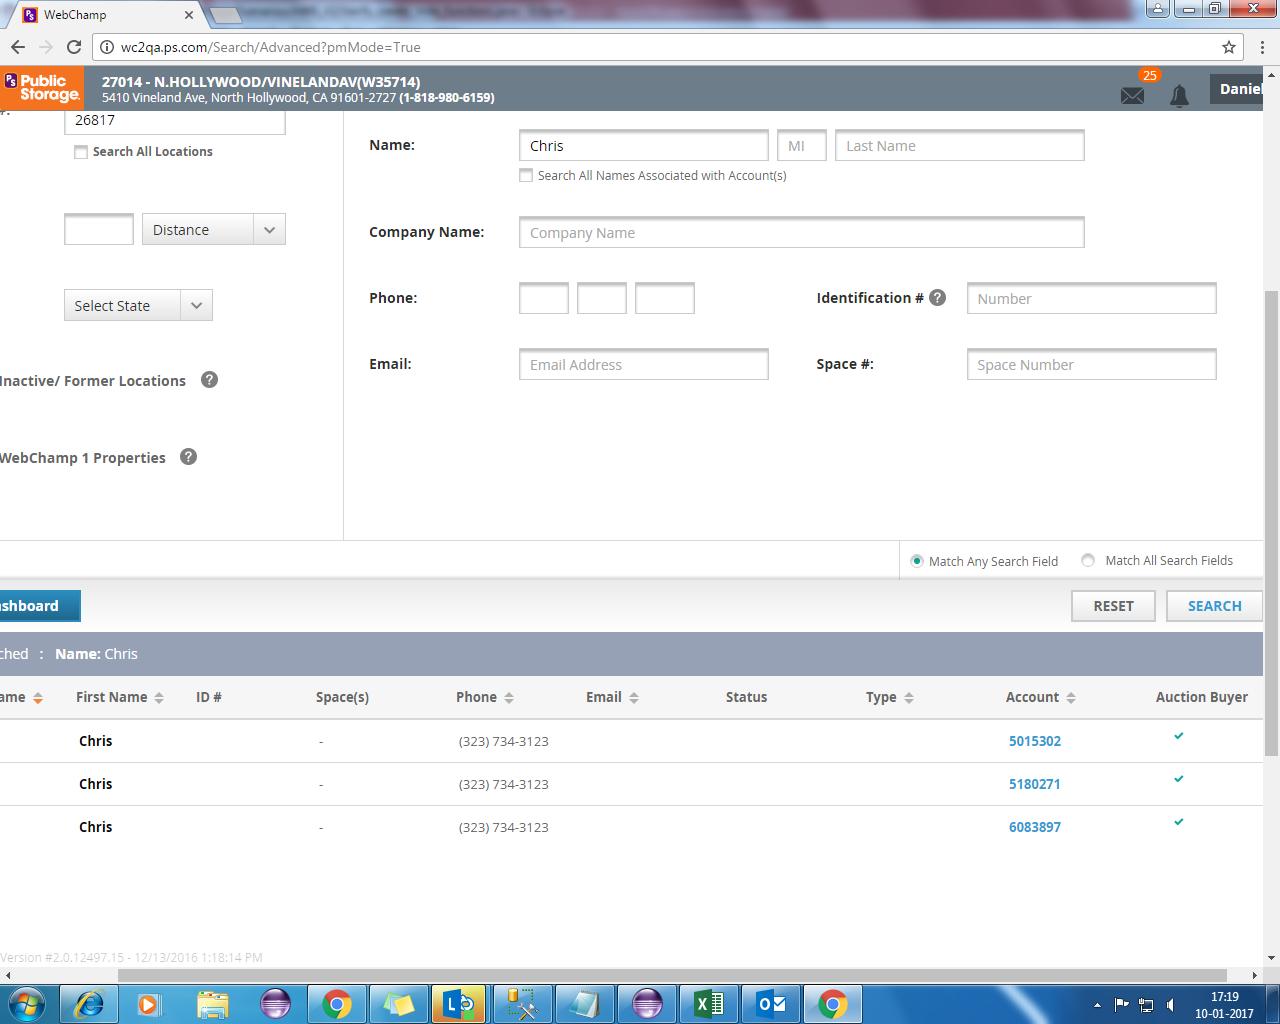 WebChamp
wc2qa.ps.com/Search/Advanced?pmMode=True
PS Public Storage
27014 - N.HOLLYWOOD/VINELANDAV(W35714)
5410 Vineland Ave, North Hollywood, CA 91601-2727 (1-818-980-6159)
25
Daniel
#:
26817
Search All Locations
Name:
Chris
MI
Last Name
Search All Names Associated with Account(s)
Distance
Company Name:
Company Name
Select State
Phone:
Identification # ?
Number
Email:
Email Address
Space #:
Space Number
Inactive/ Former Locations ?
WebChamp 1 Properties ?
Match Any Search Field
Match All Search Fields
shboard
RESET
SEARCH
ched : Name: Chris
ame First Name ID # Space(s) Phone Email Status Type Account Auction Buyer
Chris - (323) 734-3123 5015302
Chris - (323) 734-3123 5180271
Chris - (323) 734-3123 6083897
Version #2.0.12497.15 - 12/13/2016 1:18:14 PM
17:19
10-01-2017